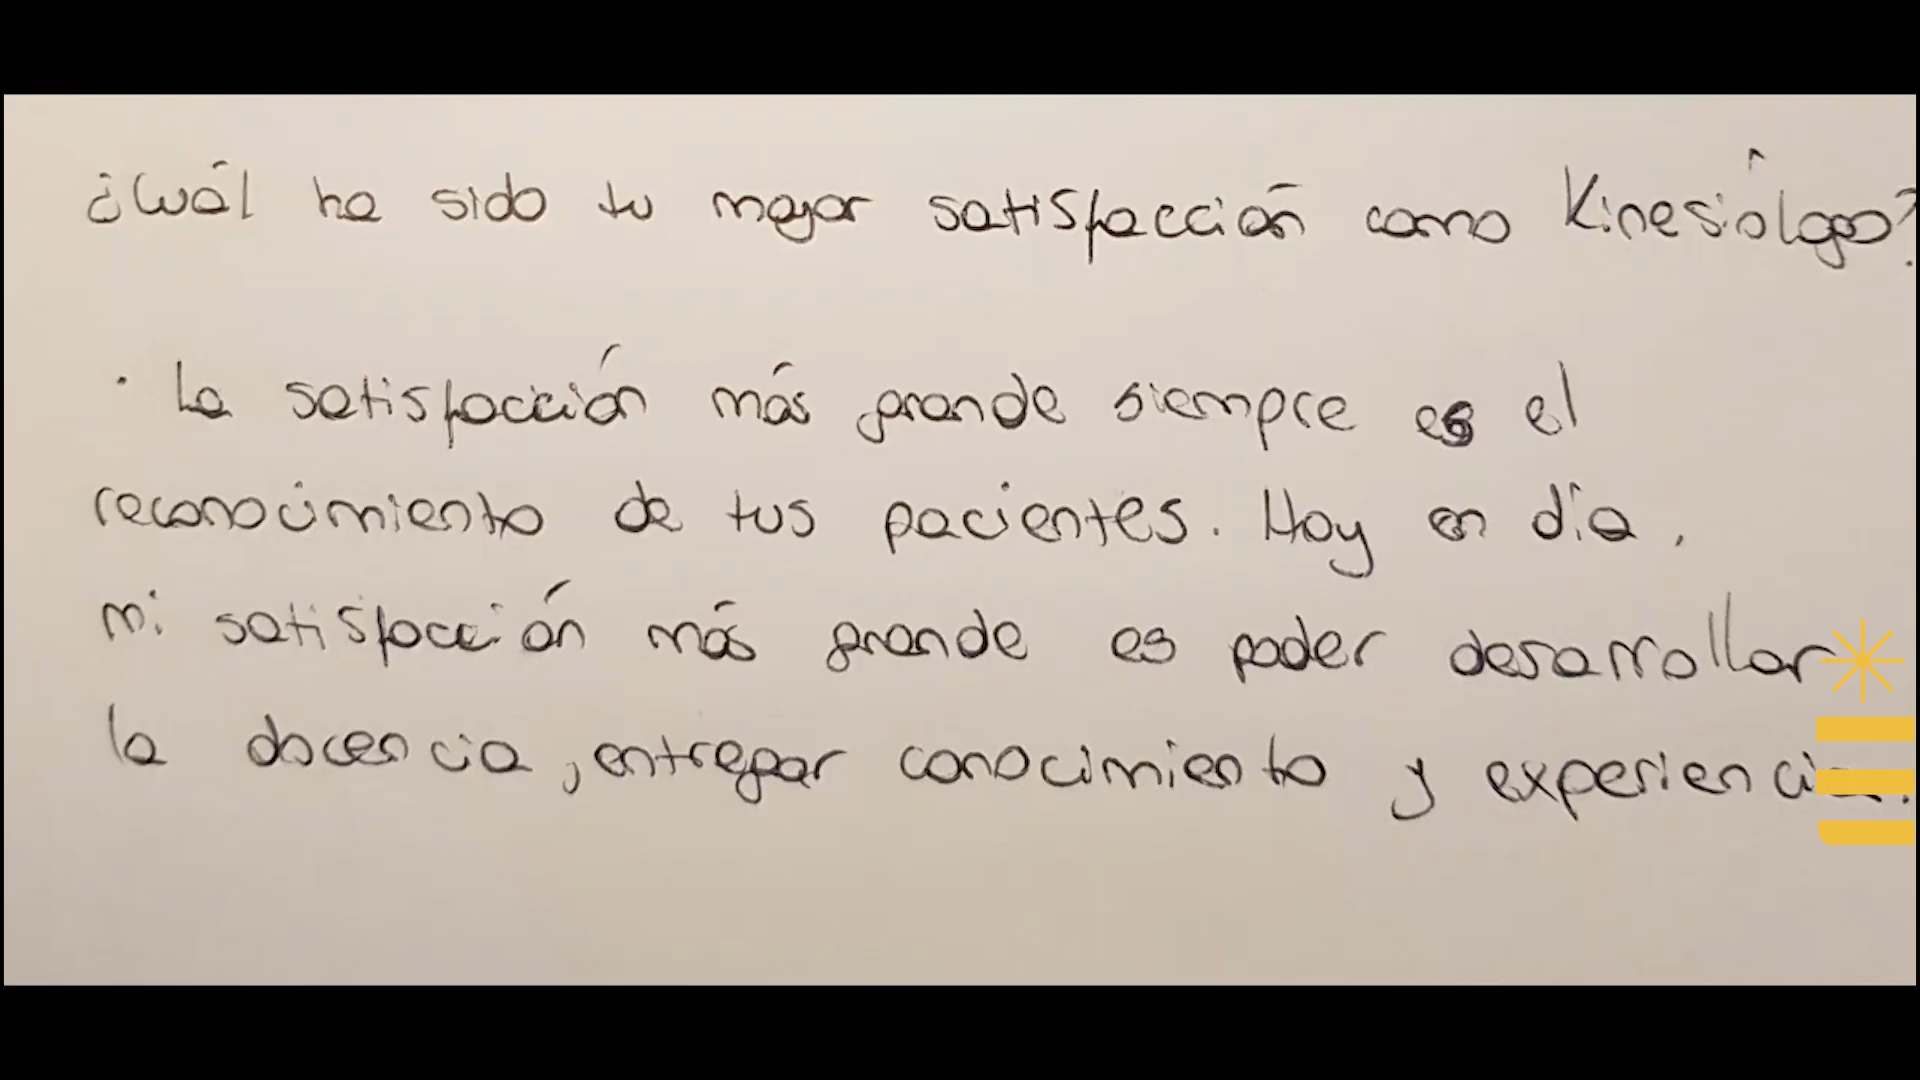 ¿Cuál ha sido tu mayor satisfacción como Kinesiólogo?
· La satisfacción más grande siempre es el
reconocimiento de tus pacientes. Hoy en día,
mi satisfacción más grande es poder desarrollar
la docencia, entregar conocimiento y experiencia.